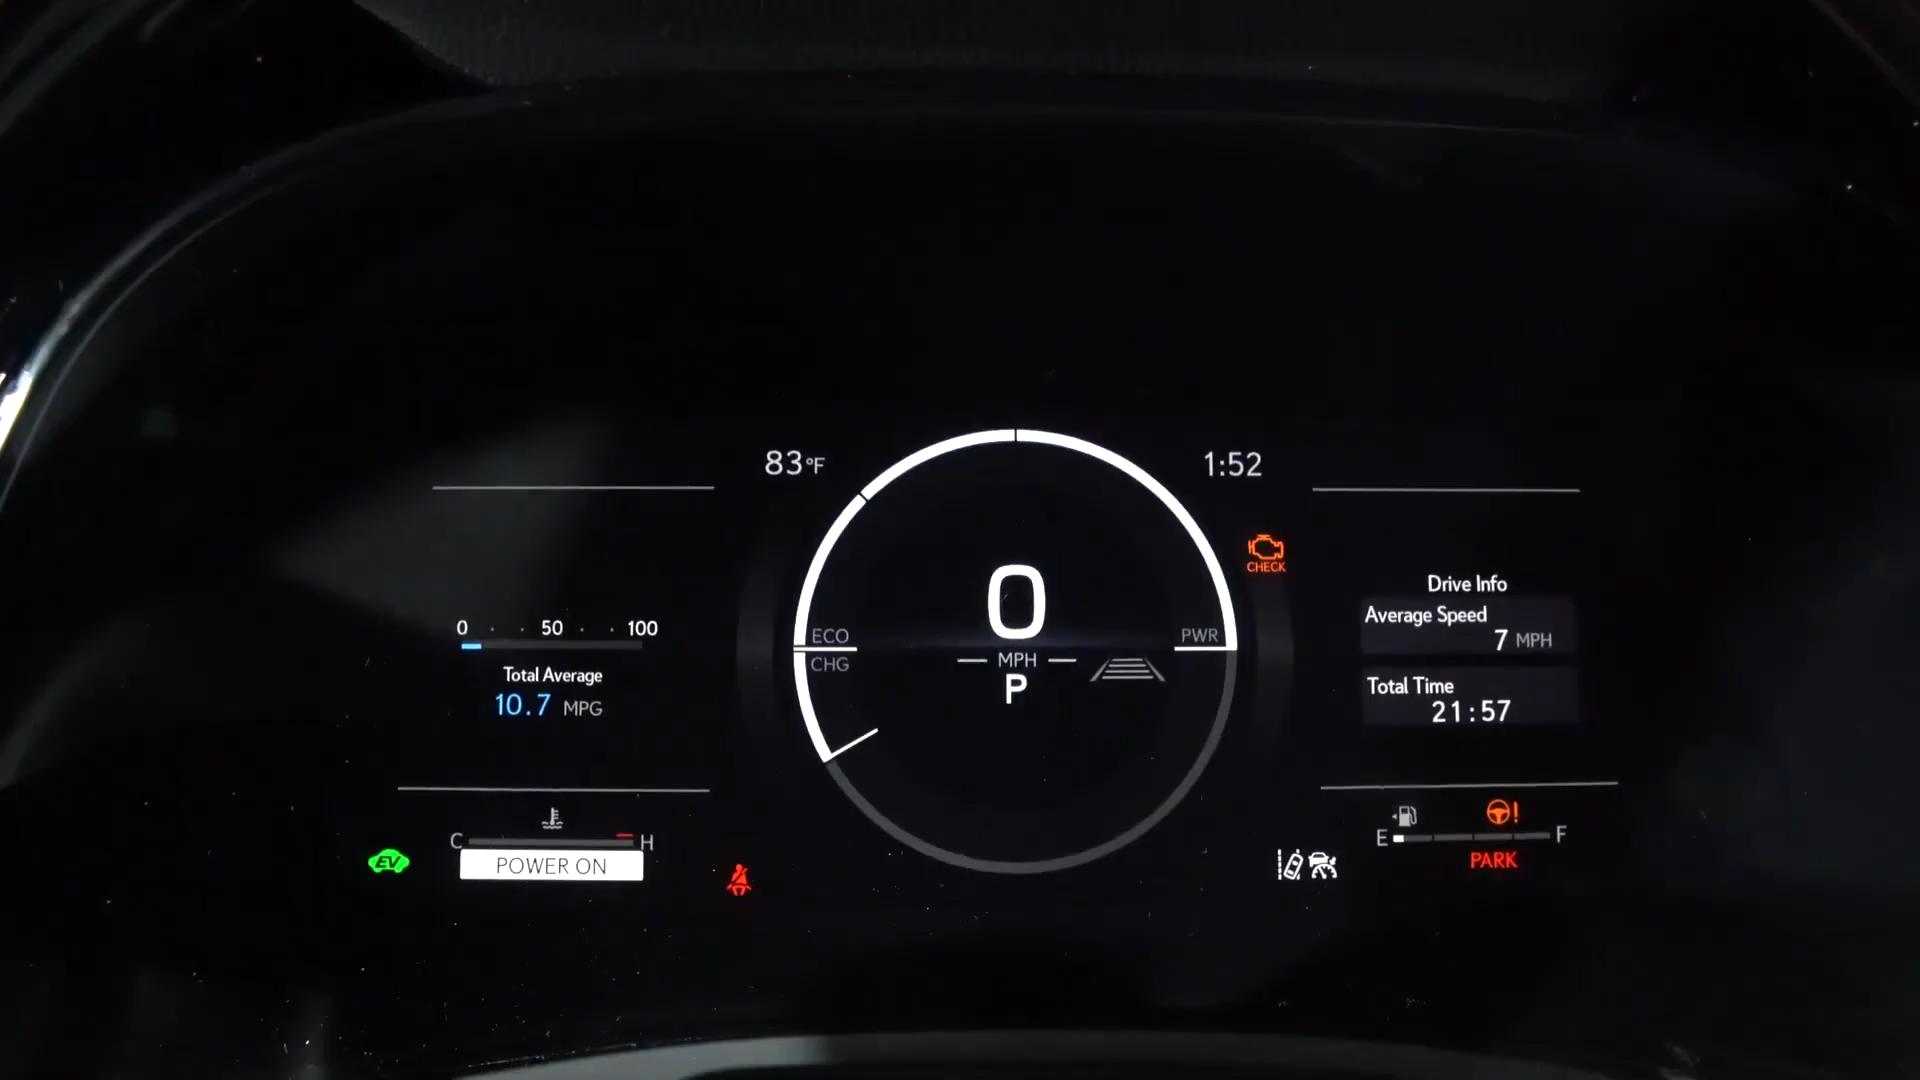 83°F
1:52
CHECK
0 50 100
Total Average
10.7 MPG
ECO
CHG
0
MPH
P
PWR
Drive Info
Average Speed
7 MPH
Total Time
21:57
C H
EV
POWER ON
E F
PARK